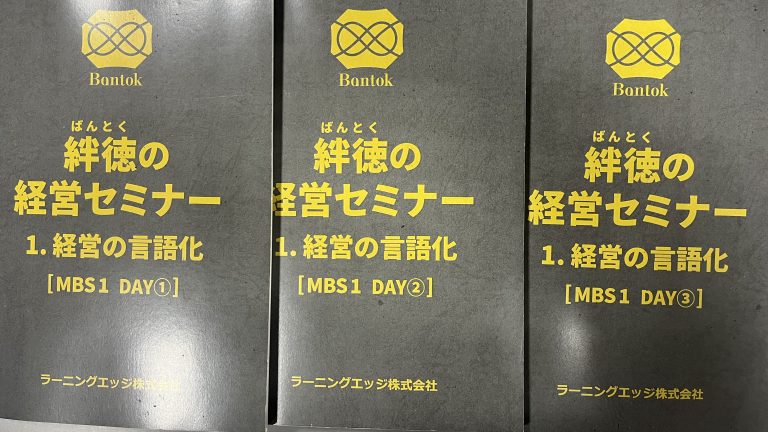 Bantok
ばんとく
絆徳の
経営セミナー
1. 経営の言語化
[MBS1 DAY①]
ラーニングエッジ株式会社
Bantok
ばんとく
絆徳の
経営セミナー
1. 経営の言語化
[MBS1 DAY②]
ラーニングエッジ株式会社
Bantok
ばんとく
絆徳の
経営セミナー
1. 経営の言語化
[MBS1 DAY③]
ラーニングエッジ株式会社